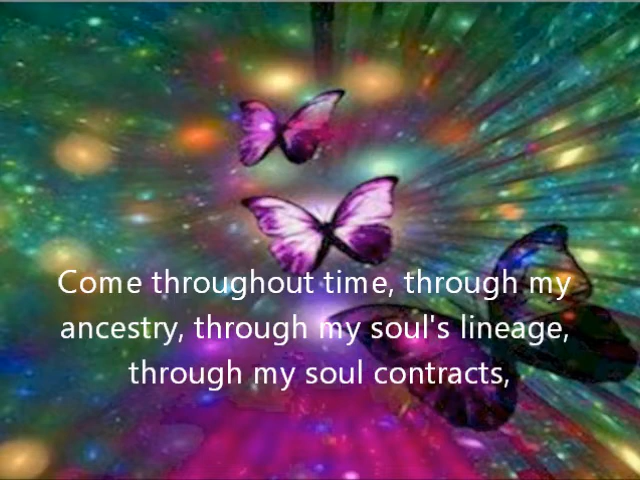 Come throughout time, through my
ancestry, through my soul's lineage,
through my soul contracts,